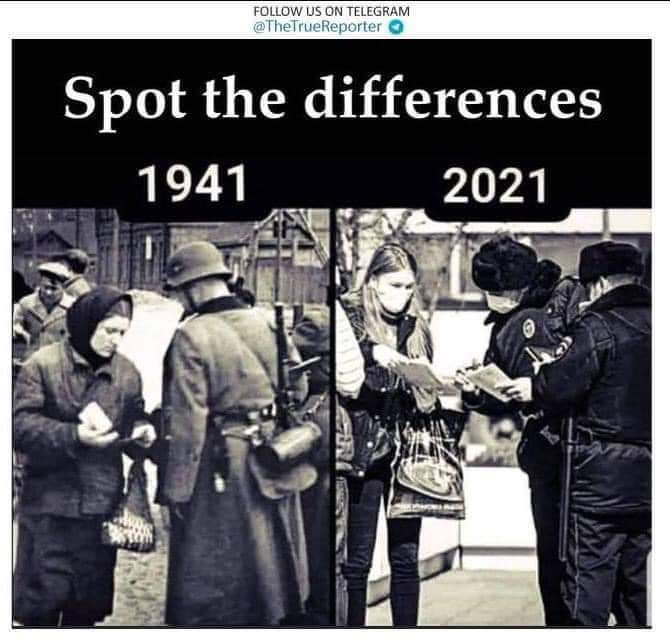 FOLLOW US ON TELEGRAM
@TheTrueReporter
Spot the differences
1941
2021